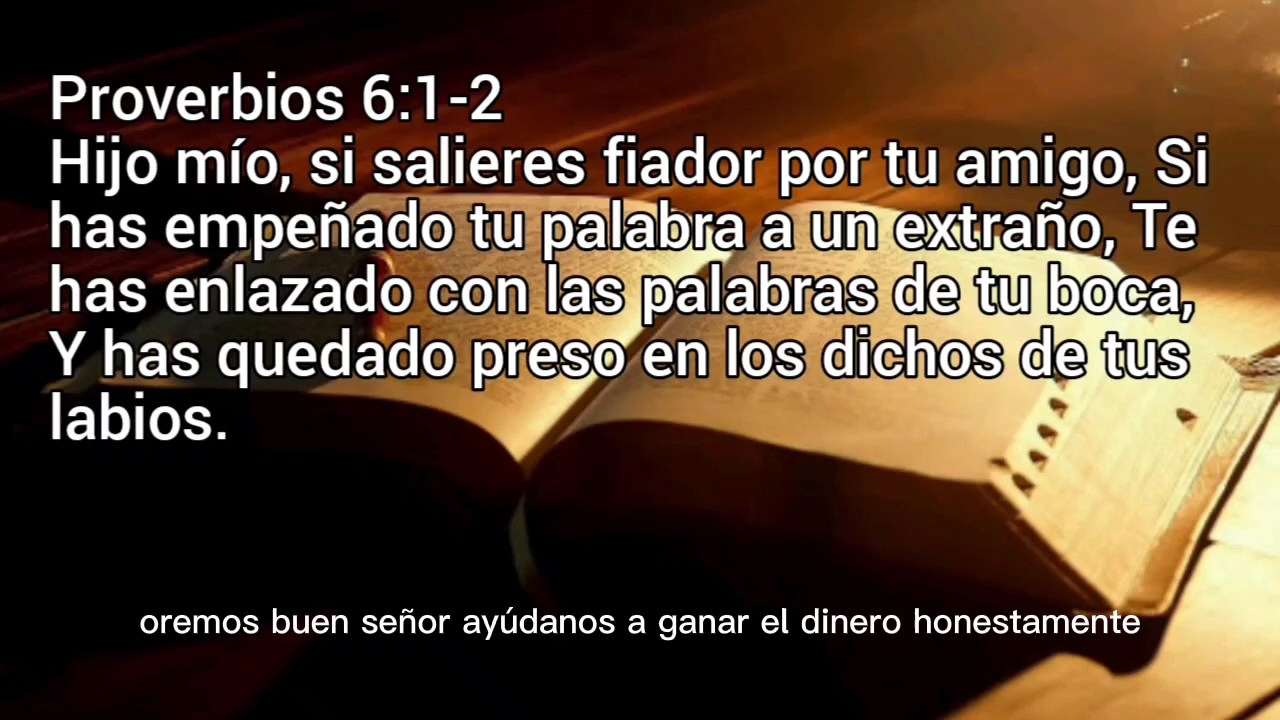 Proverbios 6:1-2
Hijo mío, si salieres fiador por tu amigo, Si
has empeñado tu palabra a un extraño, Te
has enlazado con las palabras de tu boca,
Y has quedado preso en los dichos de tus
labios.
oremos buen señor ayúdanos a ganar el dinero honestamente